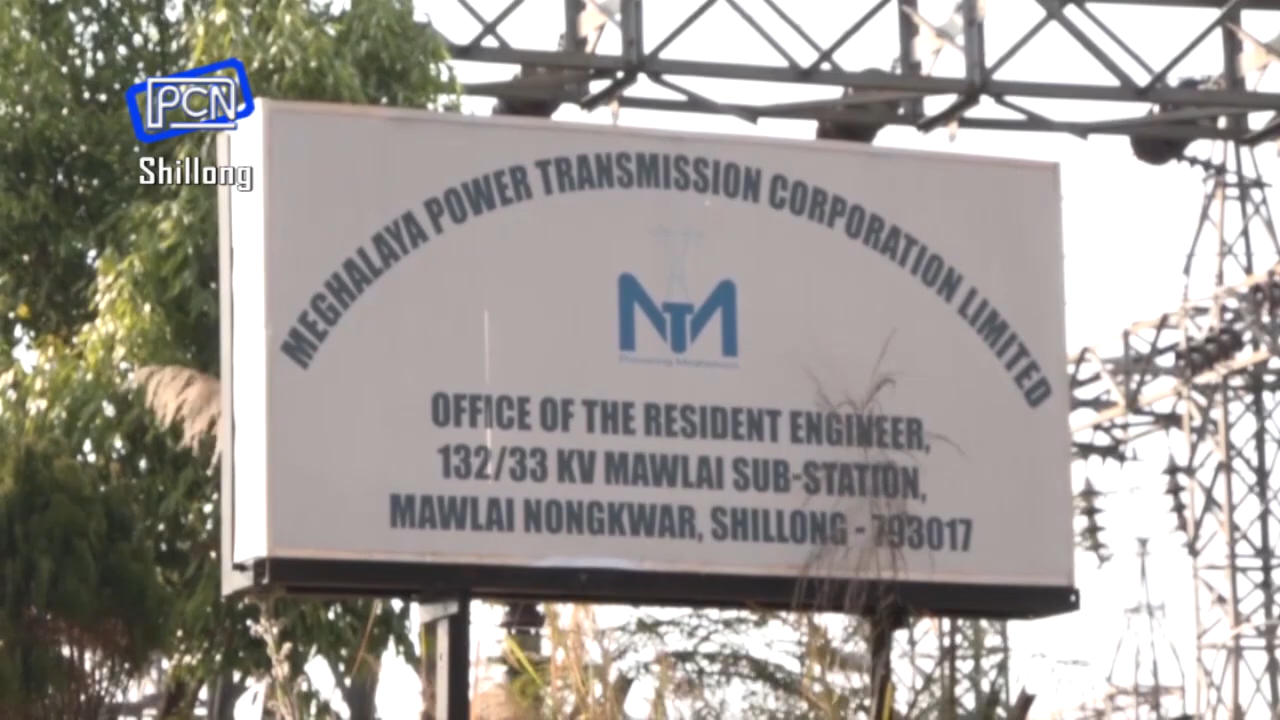 PCN
Shillong
MEGHALAYA POWER TRANSMISSION CORPORATION LIMITED
MTM
OFFICE OF THE RESIDENT ENGINEER,
132/33 KV MAWLAI SUB-STATION,
MAWLAI NONGKWAR, SHILLONG - 793017